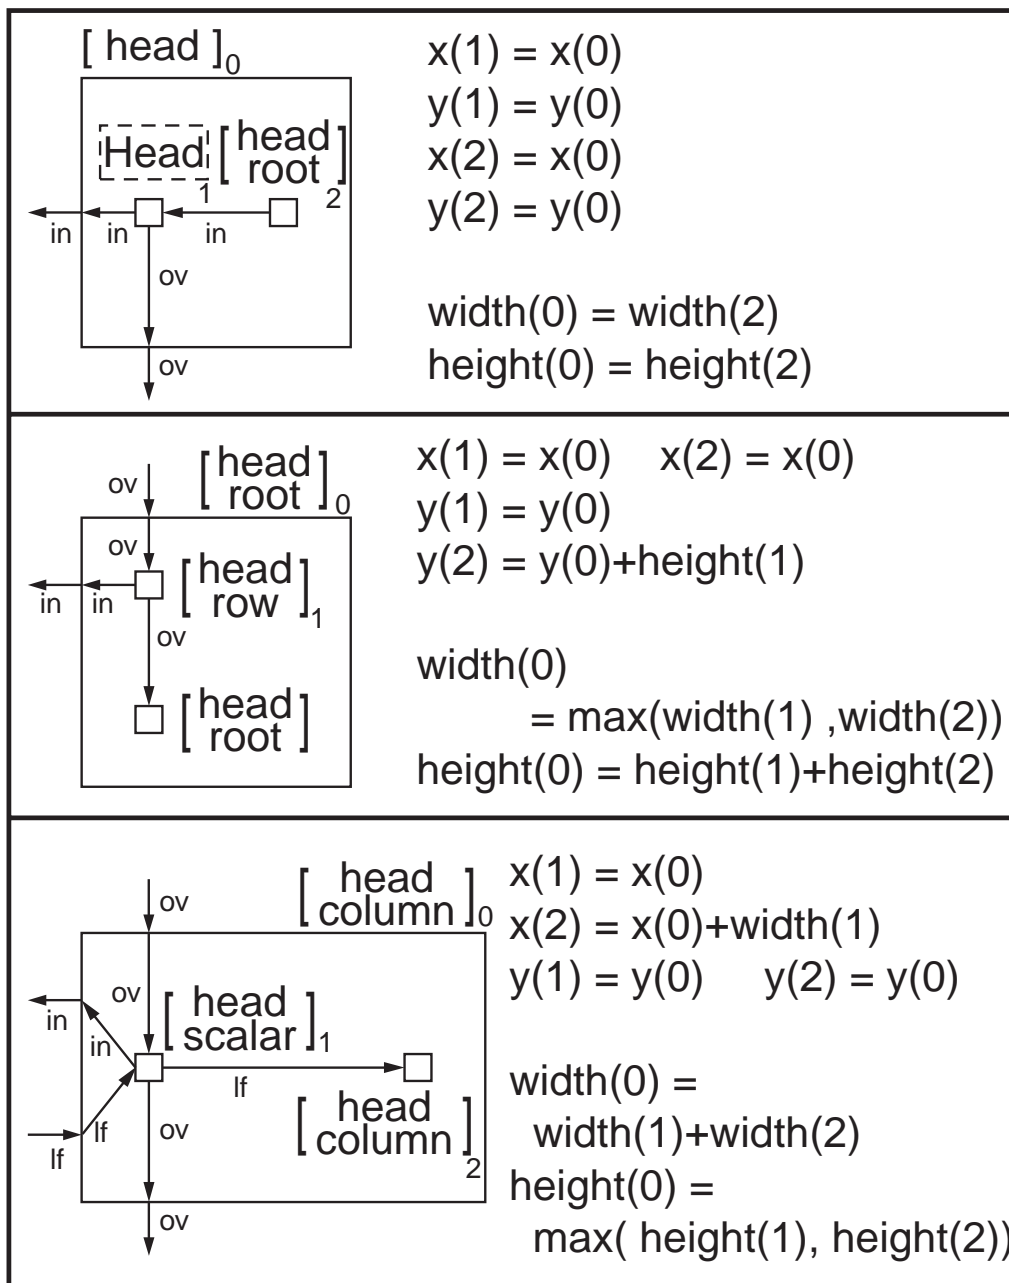 [ head ]0
x(1) = x(0)
y(1) = y(0)
x(2) = x(0)
y(2) = y(0)
Head 1
[ head root ] 2
in in in
ov
ov
width(0) = width(2)
height(0) = height(2)
[ head root ]0
ov
ov
x(1) = x(0) x(2) = x(0)
y(1) = y(0)
y(2) = y(0)+height(1)
[ head row ]1
in in
ov
[ head root ]
width(0)
= max(width(1) ,width(2))
height(0) = height(1)+height(2)
[ head column ]0
ov
ov
x(1) = x(0)
x(2) = x(0)+width(1)
y(1) = y(0) y(2) = y(0)
[ head scalar ]1
in in
lf
lf lf
ov
ov
[ head column ] 2
width(0) =
width(1)+width(2)
height(0) =
max( height(1), height(2))